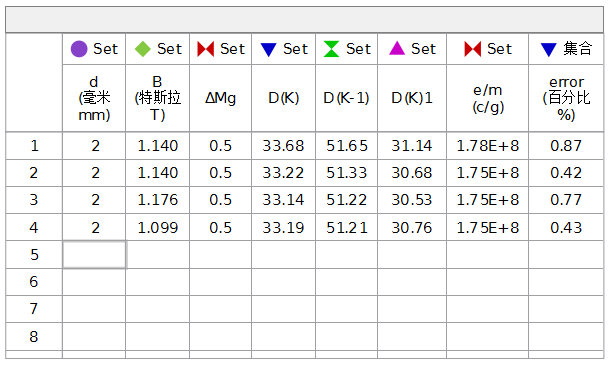 Set Set Set Set Set Set Set 集合
d (毫米 mm) B (特斯拉 T) ΔMg D(K) D(K-1) D(K)1 e/m (c/g) error (百分比 %)
1 2 1.140 0.5 33.68 51.65 31.14 1.78E+8 0.87
2 2 1.140 0.5 33.22 51.33 30.68 1.75E+8 0.42
3 2 1.176 0.5 33.14 51.22 30.53 1.75E+8 0.77
4 2 1.099 0.5 33.19 51.21 30.76 1.75E+8 0.43
5
6
7
8